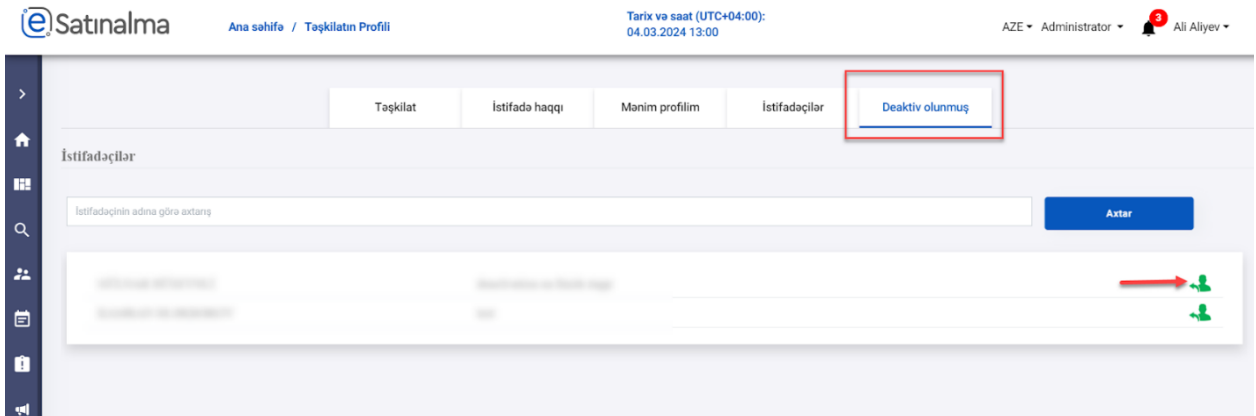 eSatınalma
Ana səhifə / Təşkilatın Profili
Tarix və saat (UTC+04:00):
04.03.2024 13:00
AZE Administrator 3 Ali Aliyev
Təşkilat İstifadə haqqı Mənim profilim İstifadəçilər Deaktiv olunmuş
İstifadəçilər
İstifadəçinin adına görə axtarış Axtar